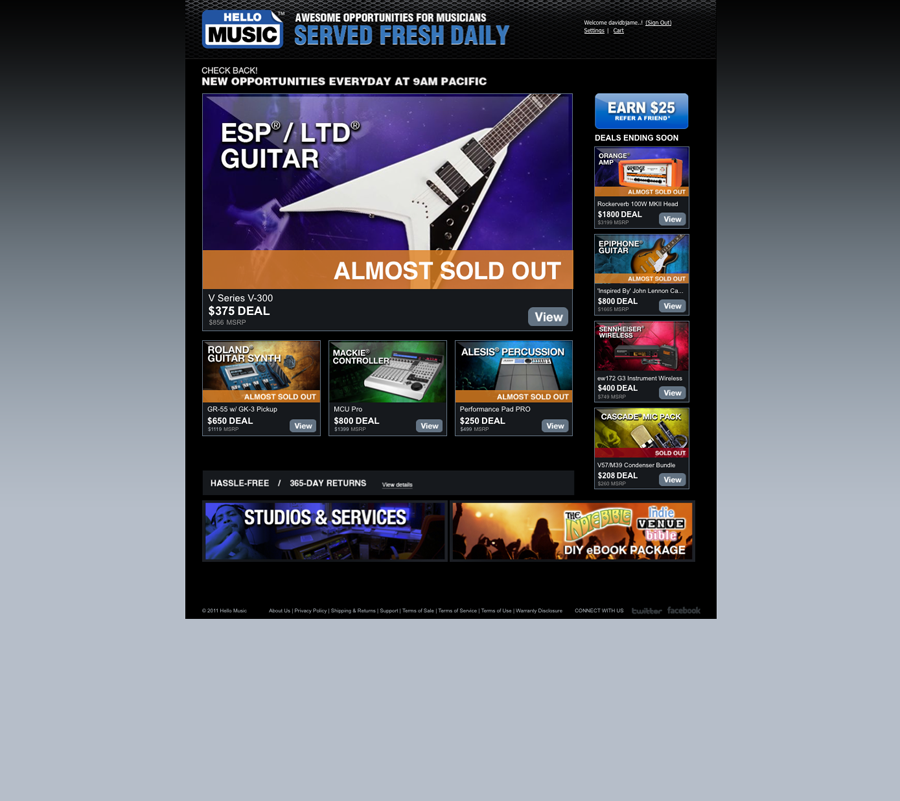 HELLO
MUSIC™
AWESOME OPPORTUNITIES FOR MUSICIANS
SERVED FRESH DAILY
Welcome davidbjame..! (Sign Out)
Settings | Cart
CHECK BACK!
NEW OPPORTUNITIES EVERYDAY AT 9AM PACIFIC
ESP® / LTD®
GUITAR
ALMOST SOLD OUT
V Series V-300
$375 DEAL
$856 MSRP
View
ROLAND®
GUITAR SYNTH
ALMOST SOLD OUT
GR-55 w/ GK-3 Pickup
$650 DEAL
$1119 MSRP
View
MACKIE®
CONTROLLER
MCU Pro
$800 DEAL
$1399 MSRP
View
ALESIS® PERCUSSION
ALMOST SOLD OUT
Performance Pad PRO
$250 DEAL
$499 MSRP
View
EARN $25
REFER A FRIEND*
DEALS ENDING SOON
ORANGE®
AMP
ALMOST SOLD OUT
Rockerverb 100W MKII Head
$1800 DEAL
$3199 MSRP
View
EPIPHONE®
GUITAR
ALMOST SOLD OUT
'Inspired By' John Lennon Ca...
$800 DEAL
$1665 MSRP
View
SENNHEISER®
WIRELESS
ew172 G3 Instrument Wireless
$400 DEAL
$749 MSRP
View
CASCADE™ MIC PACK
SOLD OUT
V57/M39 Condenser Bundle
$208 DEAL
MSRP
View
HASSLE-FREE / 365-DAY RETURNS View details
STUDIOS & SERVICES
THE
INDIE BIBLE
indie
VENUE
bible
DIY eBOOK PACKAGE
© 2011 Hello Music
About Us | Privacy Policy | Shipping & Returns | Support | Terms of Sale | Terms of Service | Terms of Use | Warranty Disclosure
CONNECT WITH US twitter facebook